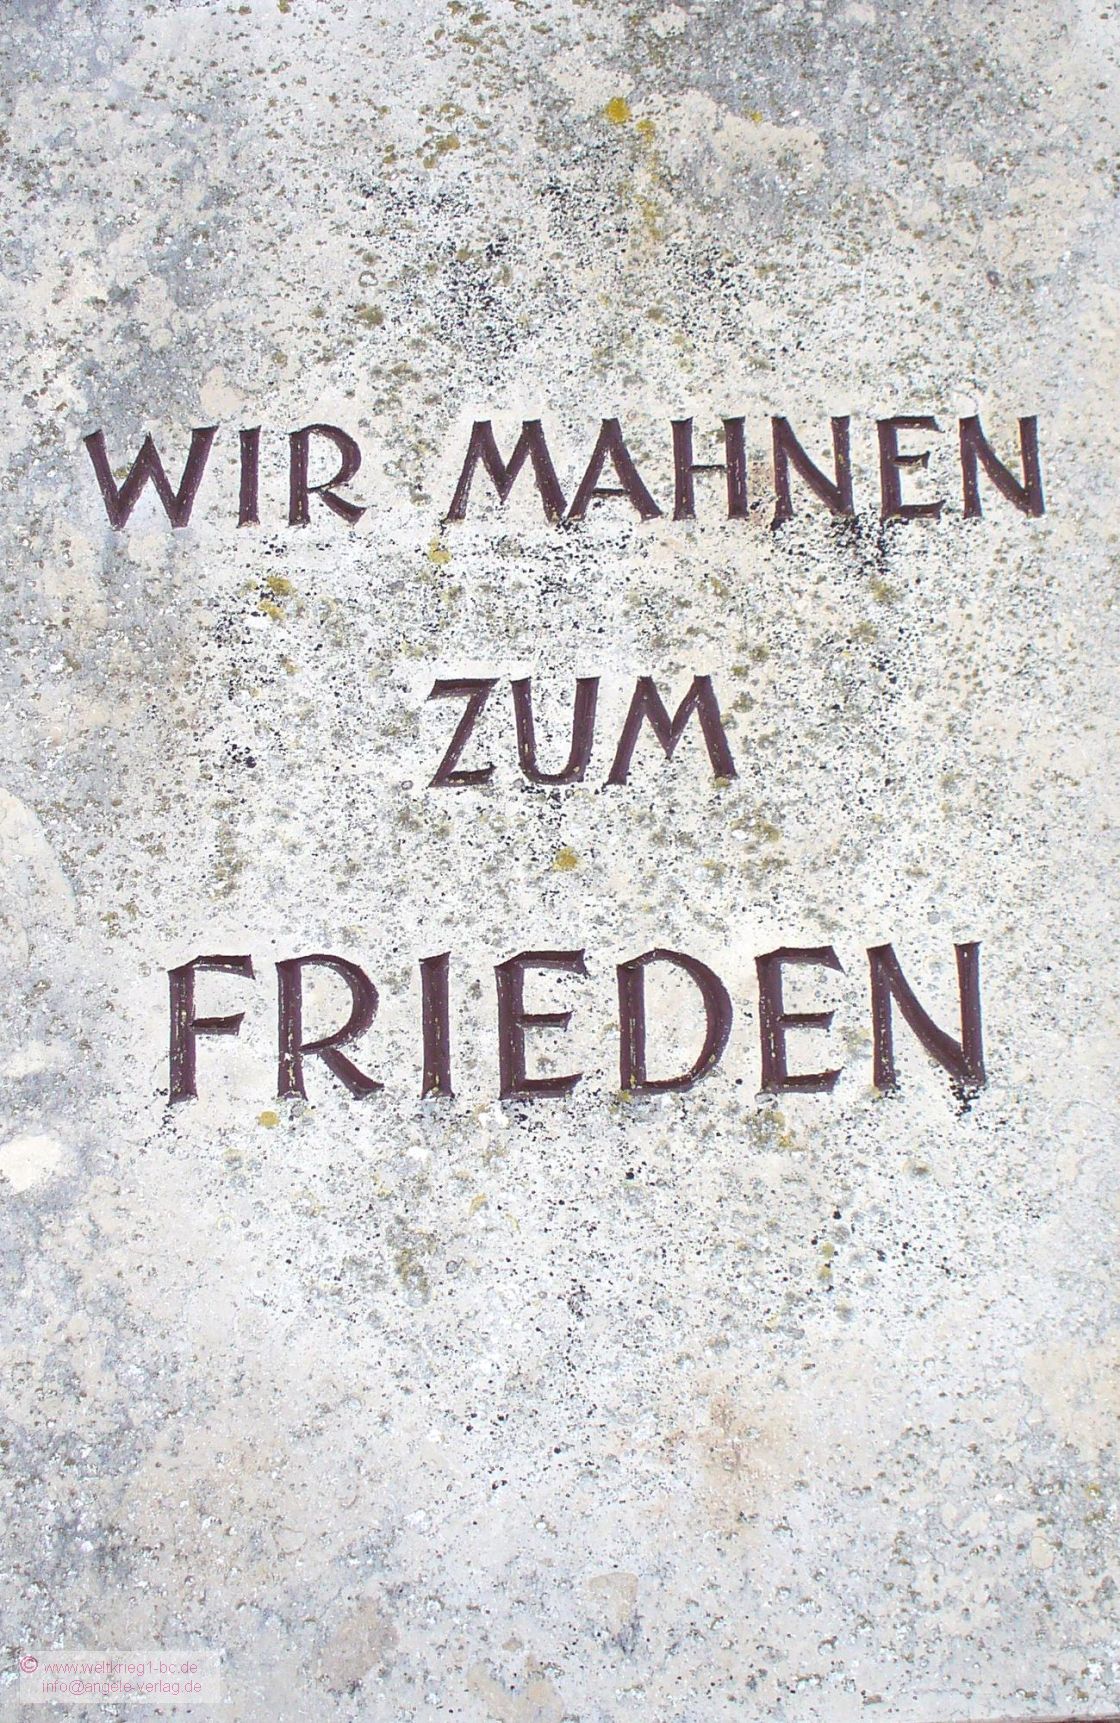 WIR MAHNEN
ZUM
FRIEDEN
© www.weltkrieg1-bc.de
info@angele-verlag.de